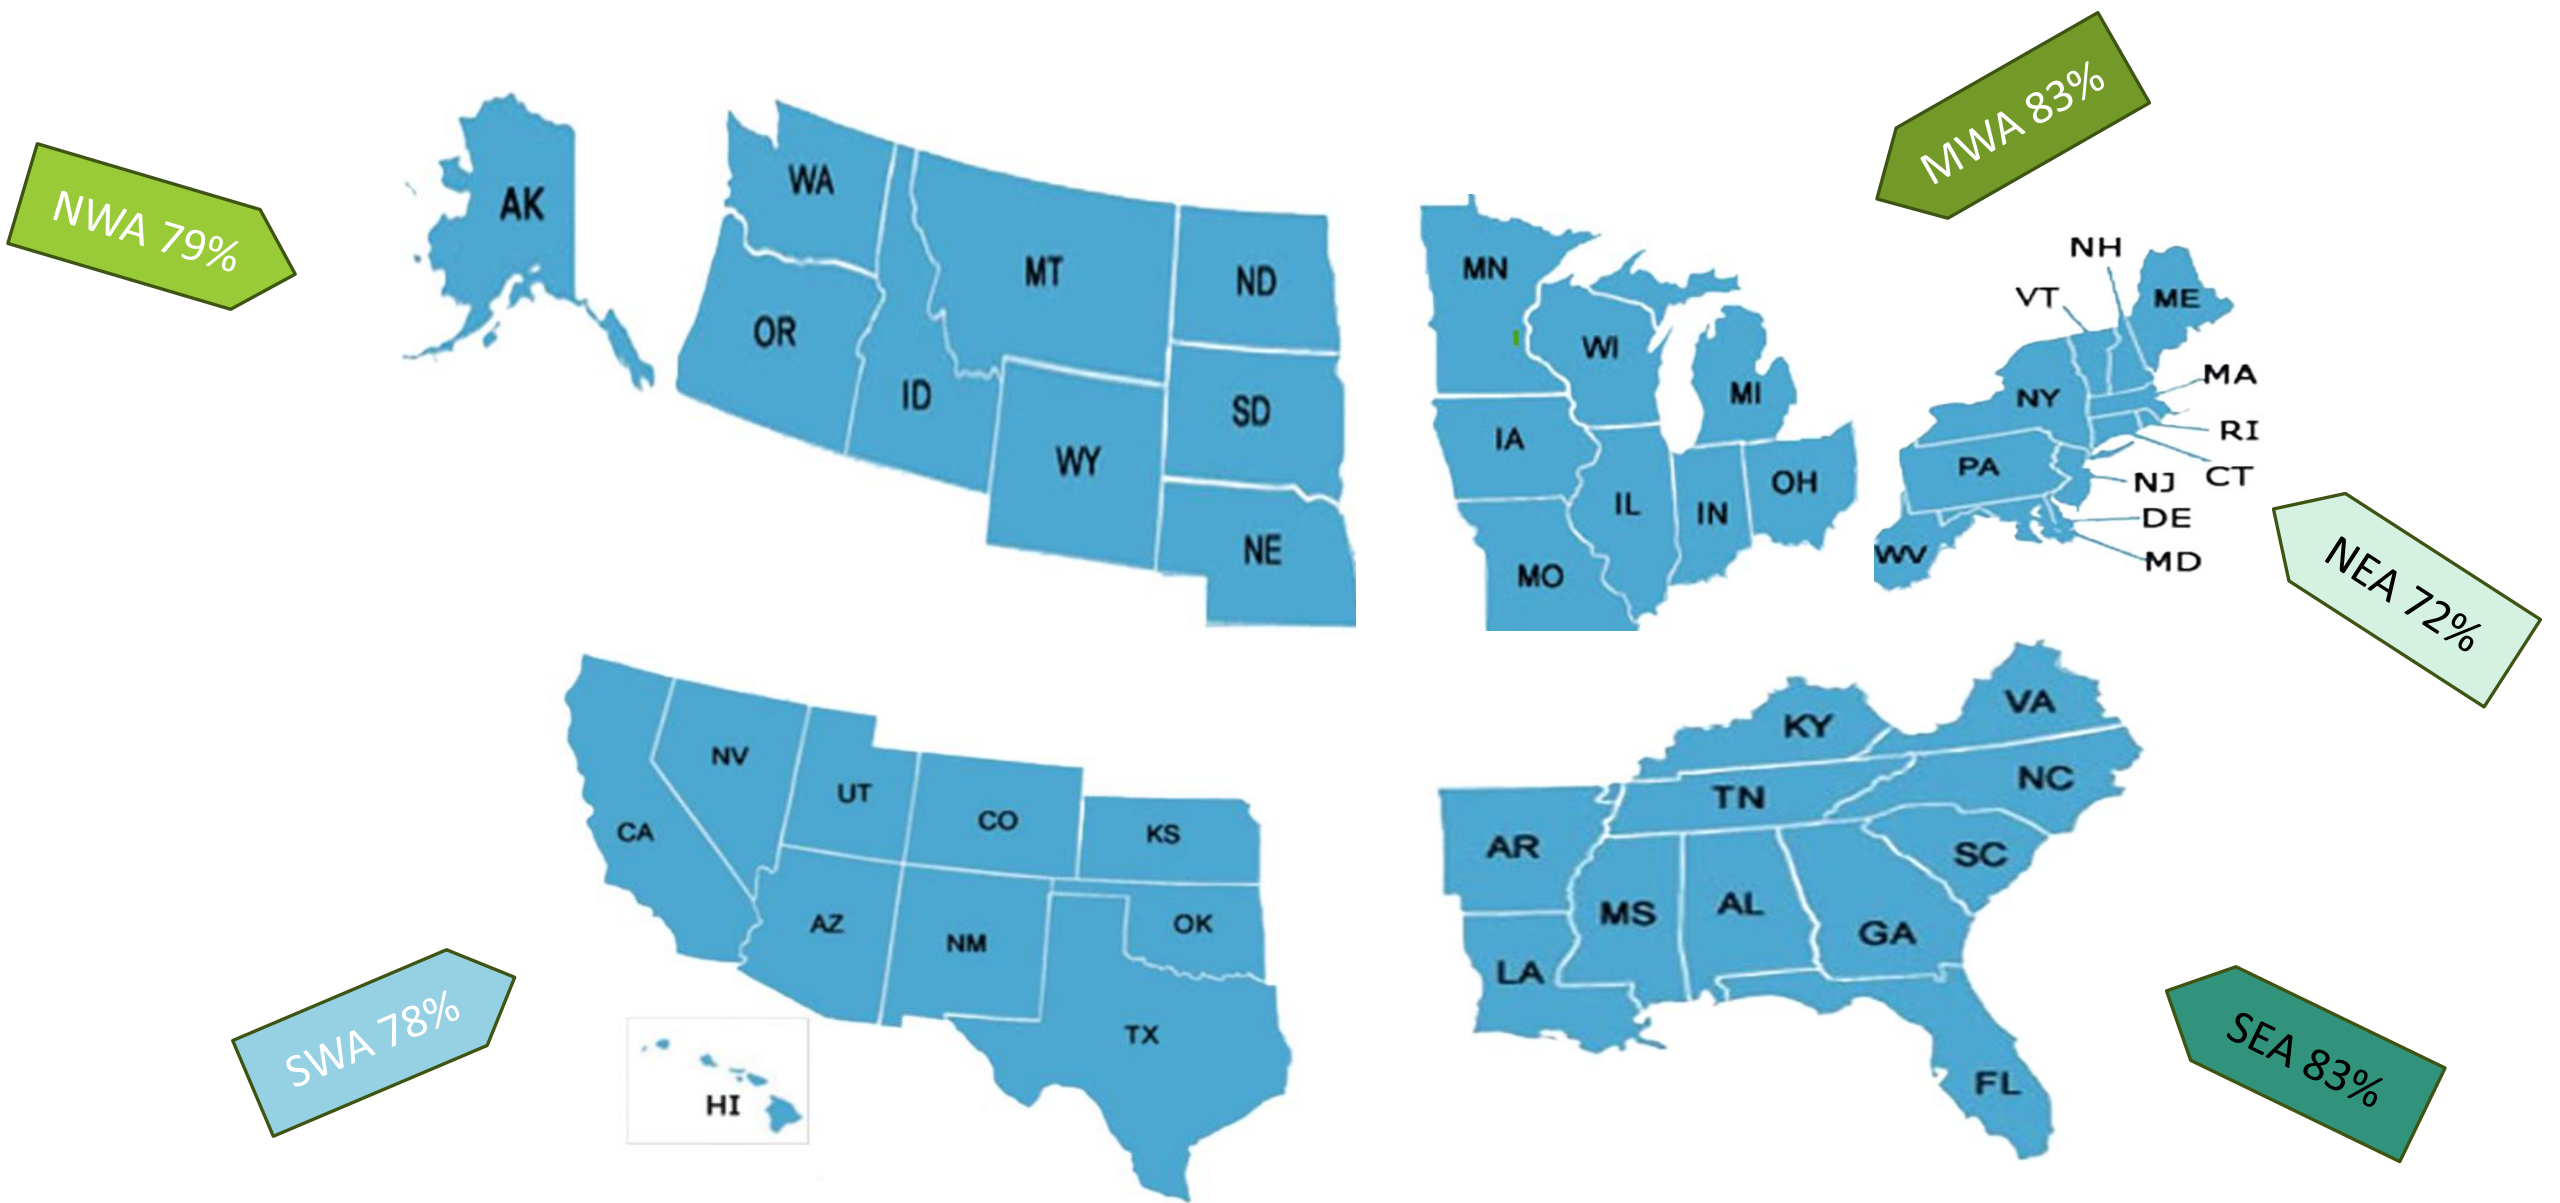 NWA 79%
AK
WA
OR
ID
MT
WY
ND
SD
NE
MWA 83%
MN
WI
MI
IA
IL
IN
OH
MO
NH
VT
ME
MA
NY
RI
PA
CT
NJ
DE
WV
MD
NEA 72%
SWA 78%
CA
NV
UT
CO
KS
AZ
NM
OK
TX
HI
SEA 83%
KY
VA
TN
NC
AR
SC
MS
AL
GA
LA
FL